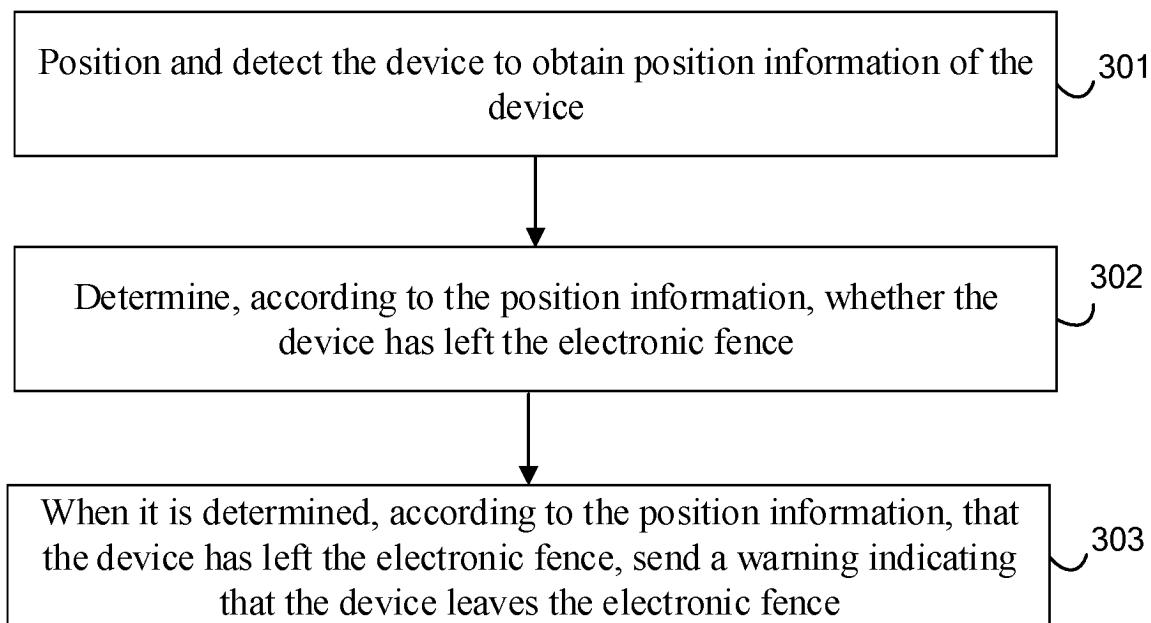 Position and detect the device to obtain position information of the
device
301
Determine, according to the position information, whether the
device has left the electronic fence
302
When it is determined, according to the position information, that
the device has left the electronic fence, send a warning indicating
that the device leaves the electronic fence
303